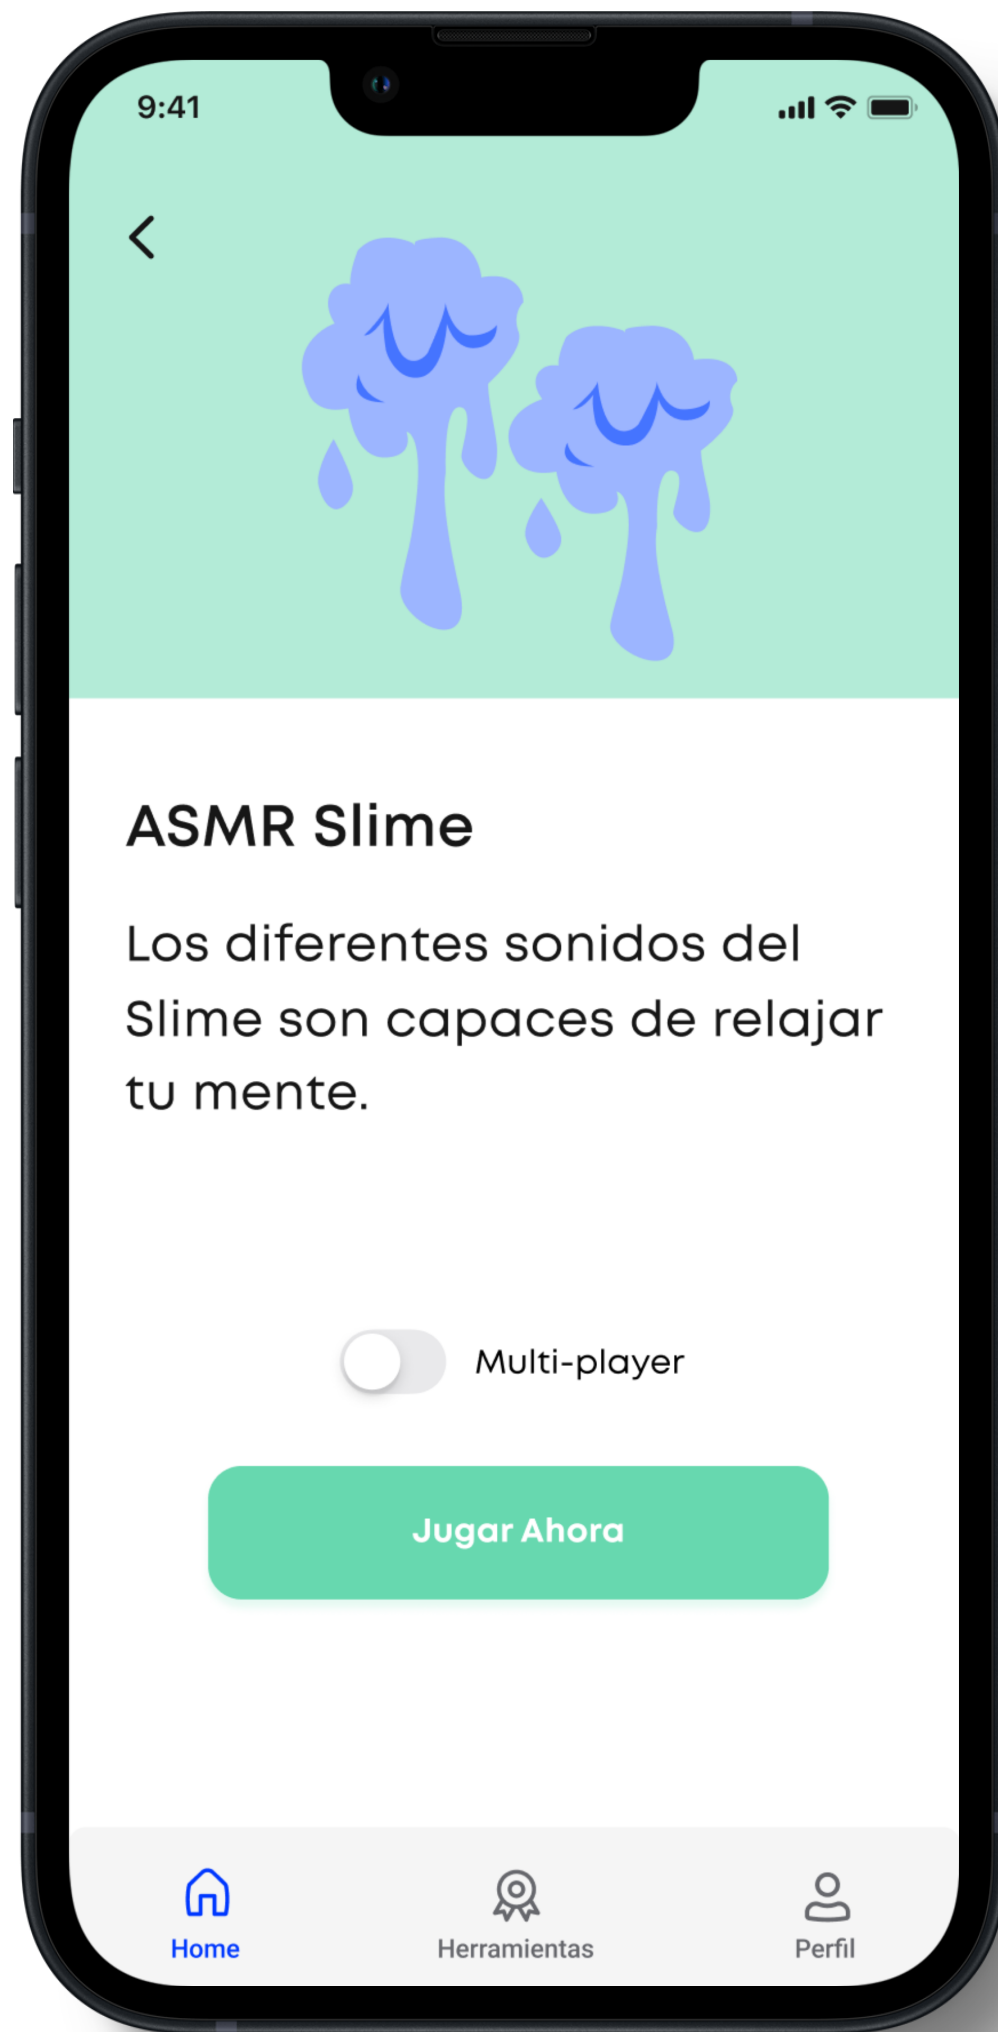 9:41
ASMR Slime
Los diferentes sonidos del
Slime son capaces de relajar
tu mente.
Multi-player
Jugar Ahora
Home
Herramientas
Perfil